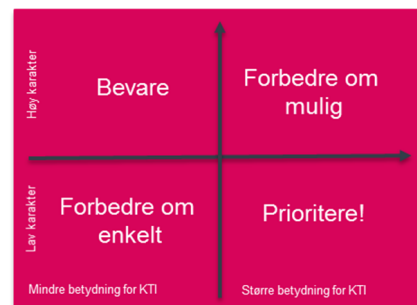 Høy karakter
Bevare
Forbedre om
mulig
Lav karakter
Forbedre om
enkelt
Prioritere!
Mindre betydning for KTI
Større betydning for KTI